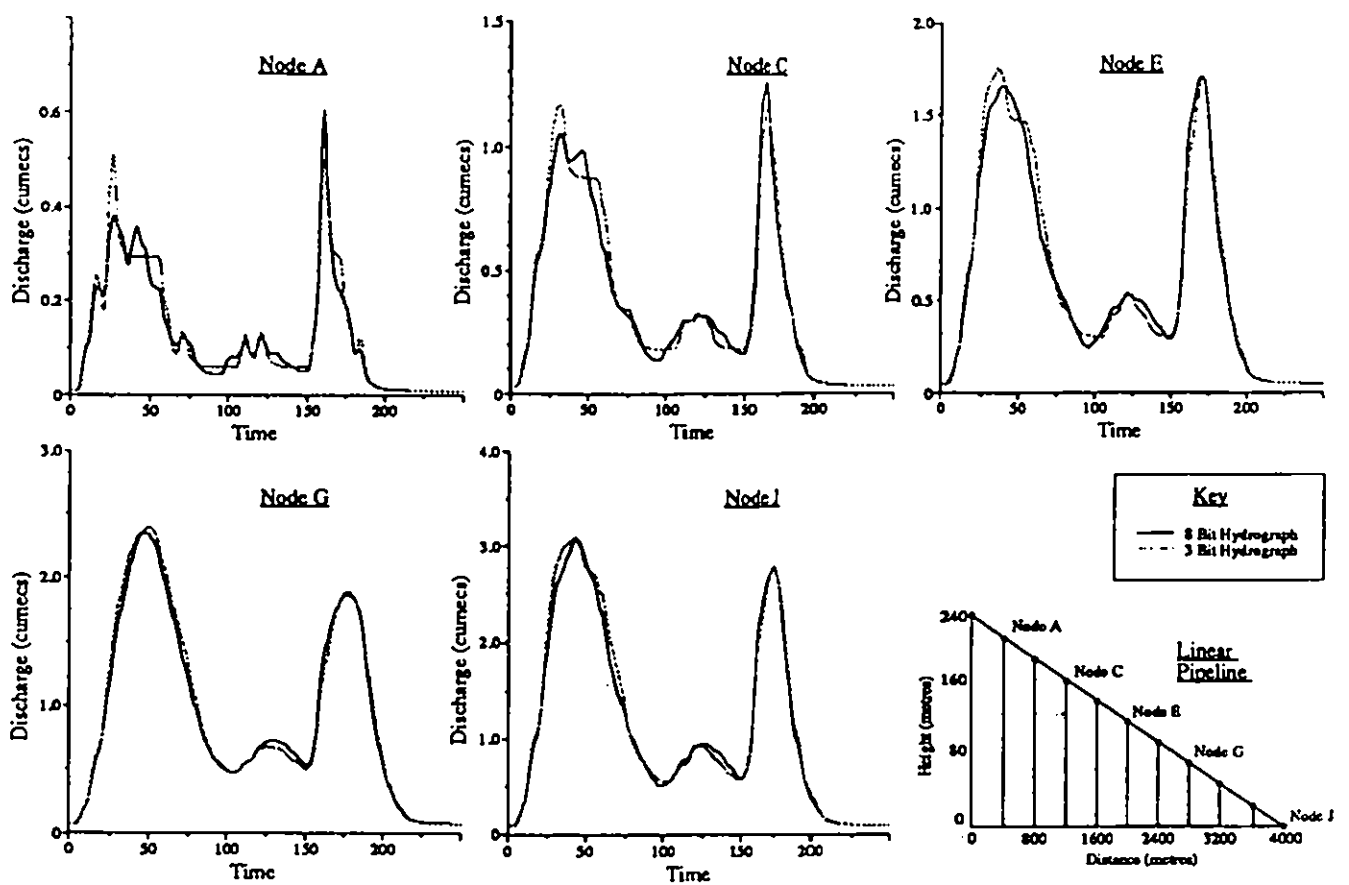 Node A
Discharge (cumecs)
0.6
0.4
0.2
0
0 50 100 150 200
Time
Node C
Discharge (cumecs)
1.5
1.0
0.5
0
0 50 100 150 200
Time
Node E
Discharge (cumecs)
2.0
1.5
1.0
0.5
0
0 50 100 150 200
Time
Node G
Discharge (cumecs)
3.0
2.0
1.0
0
0 50 100 150 200
Time
Node J
Discharge (cumecs)
4.0
3.0
2.0
1.0
0
0 50 100 150 200
Time
Key
8 Bit Hydrograph
3 Bit Hydrograph
Linear
Pipeline
Height (metres)
240
160
80
0
Node A
Node C
Node E
Node G
Node J
0 800 1600 2400 3200 4000
Distance (metres)